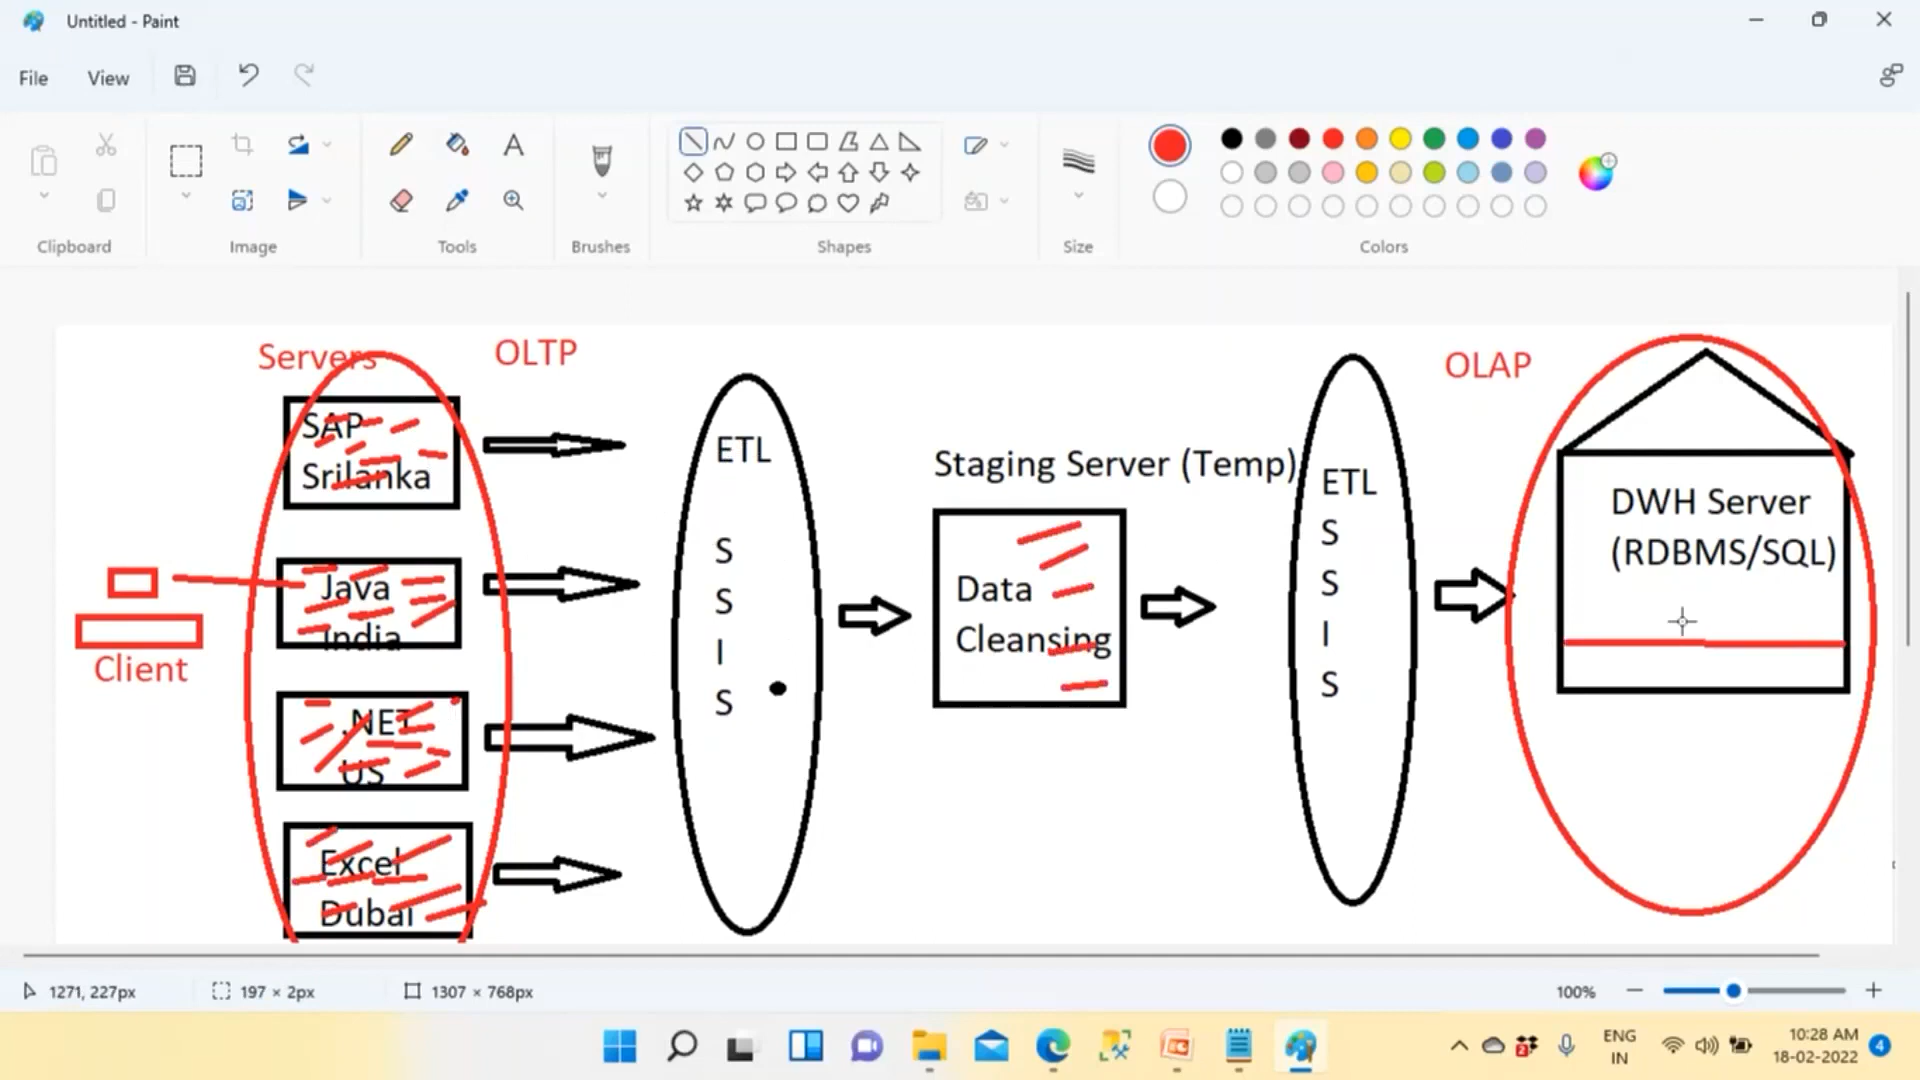 Untitled - Paint
File
View
Clipboard
Image
Tools
Brushes
Shapes
Size
Colors
Servers
OLTP
OLAP
SAP
Srilanka
Java
India
.NET
US
Excel
Dubai
Client
ETL
S
S
I
S
Staging Server (Temp)
Data
Cleansing
ETL
S
S
I
S
DWH Server
(RDBMS/SQL)
1271, 227px
197 × 2px
1307 × 768px
100%
ENG
IN
10:28 AM
18-02-2022
4
2